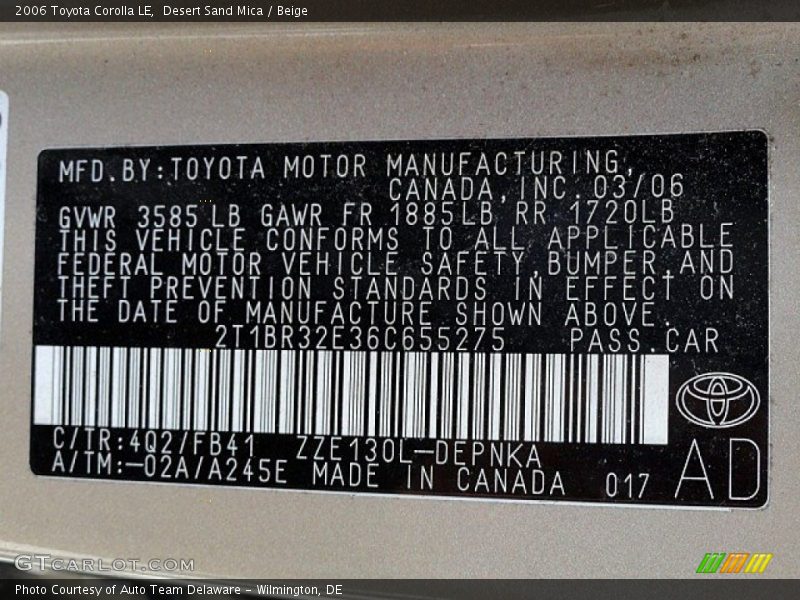 2006 Toyota Corolla LE, Desert Sand Mica / Beige
MFD.BY:TOYOTA MOTOR MANUFACTURING,
CANADA, INC. 03/06
GVWR 3585 LB GAWR FR 1885LB RR 1720LB
THIS VEHICLE CONFORMS TO ALL APPLICABLE
FEDERAL MOTOR VEHICLE SAFETY,BUMPER,AND
THEFT PREVENTION STANDARDS IN EFFECT ON
THE DATE OF MANUFACTURE SHOWN ABOVE.
2T1BR32E36C655275 PASS.CAR
C/TR:4Q2/FB41 ZZE130L-DEPNKA
A/TM:-02A/A245E MADE IN CANADA 017 AD
GTCARLOT.COM
Photo Courtesy of Auto Team Delaware - Wilmington, DE